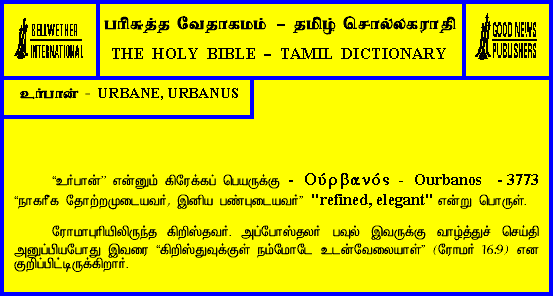 BELLWETHER
INTERNATIONAL
பரிசுத்த வேதாகமம் – தமிழ் சொல்லகராதி
THE HOLY BIBLE – TAMIL DICTIONARY
GOOD NEWS
PUBLISHERS
உர்பான் - URBANE, URBANUS
“உர்பான்” என்னும் கிரேக்கப் பெயருக்கு - Ούρβανός - Ourbanos - 3773
“நாகரீக தோற்றமுடையவர், இனிய பண்புடையவர்” "refined, elegant" என்று பொருள்.
ரோமாபுரியிலிருந்த கிறிஸ்தவர். அப்போஸ்தலர் பவுல் இவருக்கு வாழ்த்துச் செய்தி
அனுப்பியபோது இவரை “கிறிஸ்துவுக்குள் நம்மோடே உடன்வேலையாள்” (ரோமர் 16,9) என
குறிப்பிட்டிருக்கிறார்.